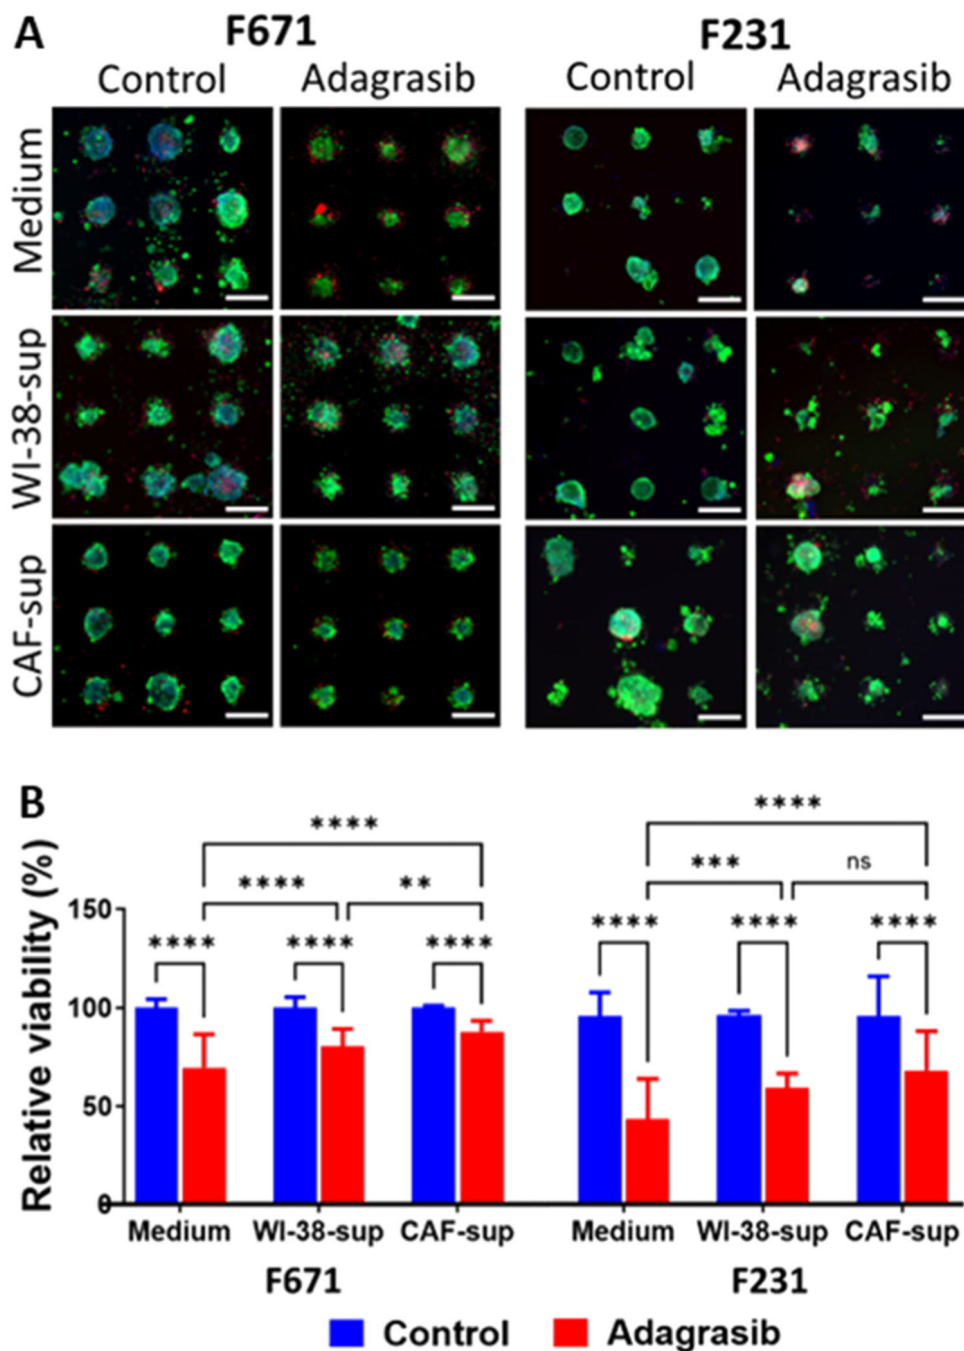 A
F671
F231
Control
Adagrasib
Control
Adagrasib
Medium
WI-38-sup
CAF-sup
B
Relative viability (%)
150
100
50
0
****
****
**
****
****
****
****
***
ns
****
****
****
Medium
WI-38-sup
CAF-sup
Medium
WI-38-sup
CAF-sup
F671
F231
Control
Adagrasib